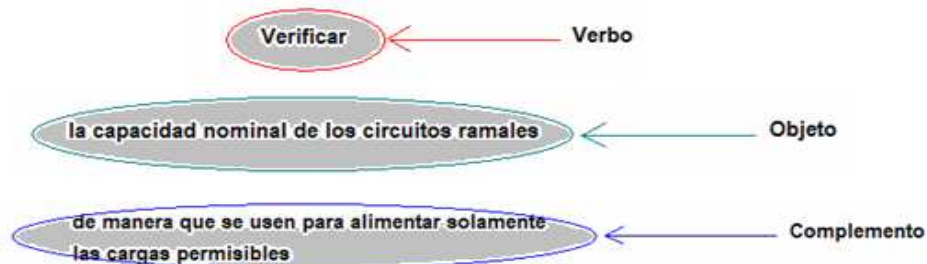 Verificar Verbo
la capacidad nominal de los circuitos ramales Objeto
de manera que se usen para alimentar solamente
las cargas permisibles
Complemento